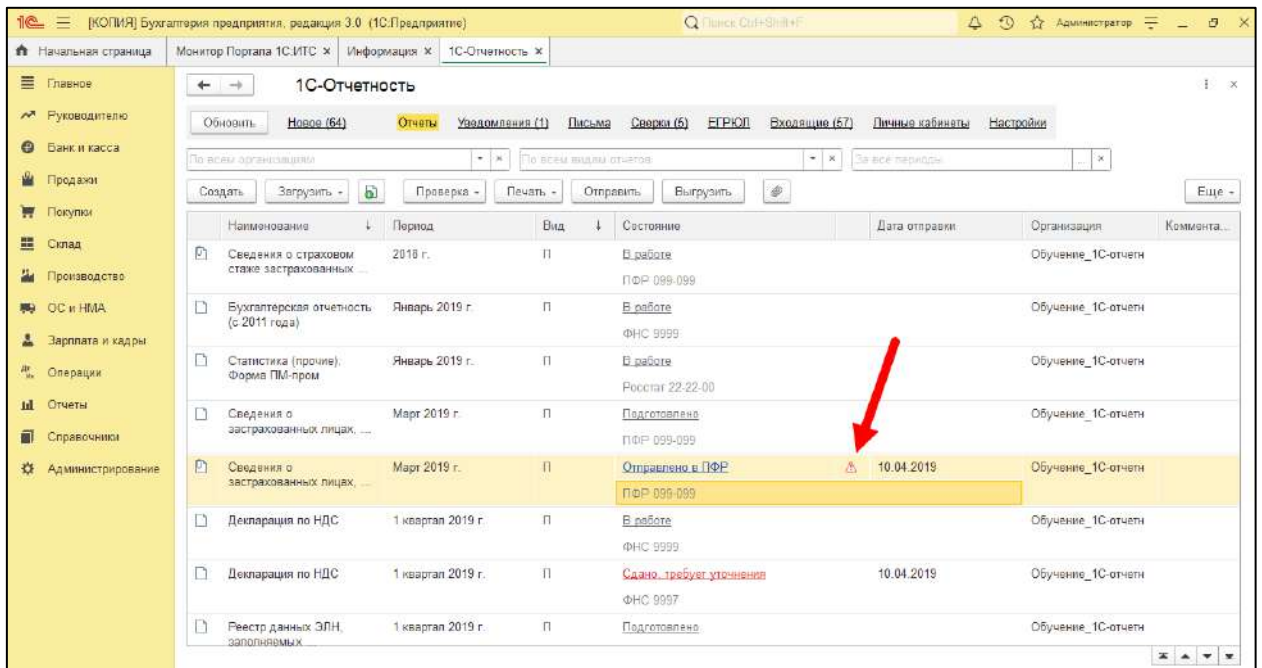 1С [КОПИЯ] Бухгалтерия предприятия, редакция 3.0 (1С:Предприятие) Поиск Ctrl+Shift+F Администратор
Начальная страница Монитор Портала 1С:ИТС × Информация × 1С-Отчетность ×
Главное
Руководителю
Банк и касса
Продажи
Покупки
Склад
Производство
ОС и НМА
Зарплата и кадры
Операции
Отчеты
Справочники
Администрирование
1С-Отчетность
Обновить Новое (64) Отчеты Уведомления (1) Письма Сверки (5) ЕГРЮЛ Входящие (57) Личные кабинеты Настройки
По всем организациям По всем видам отчетов За все периоды
Создать Загрузить Проверка Печать Отправить Выгрузить Еще
Наименование Период Вид Состояние Дата отправки Организация Коммента...
Сведения о страховом 2018 г. П В работе Обучение_1С-отчетн
стаже застрахованных ...
ПФР 099-099
Бухгалтерская отчетность Январь 2019 г. П В работе Обучение_1С-отчетн
(с 2011 года)
ФНС 9999
Статистика (прочие). Январь 2019 г. П В работе Обучение_1С-отчетн
Форма ПМ-пром
Росстат 22-22-00
Сведения о Март 2019 г. П Подготовлено Обучение_1С-отчетн
застрахованных лицах, ...
ПФР 099-099
Сведения о Март 2019 г. П Отправлено в ПФР 10.04.2019 Обучение_1С-отчетн
застрахованных лицах, ...
ПФР 099-099
Декларация по НДС 1 квартал 2019 г. П В работе Обучение_1С-отчетн
ФНС 9999
Декларация по НДС 1 квартал 2019 г. П Сдано, требует уточнения 10.04.2019 Обучение_1С-отчетн
ФНС 9997
Реестр данных ЭЛН, 1 квартал 2019 г. П Подготовлено Обучение_1С-отчетн
заполняемых ...